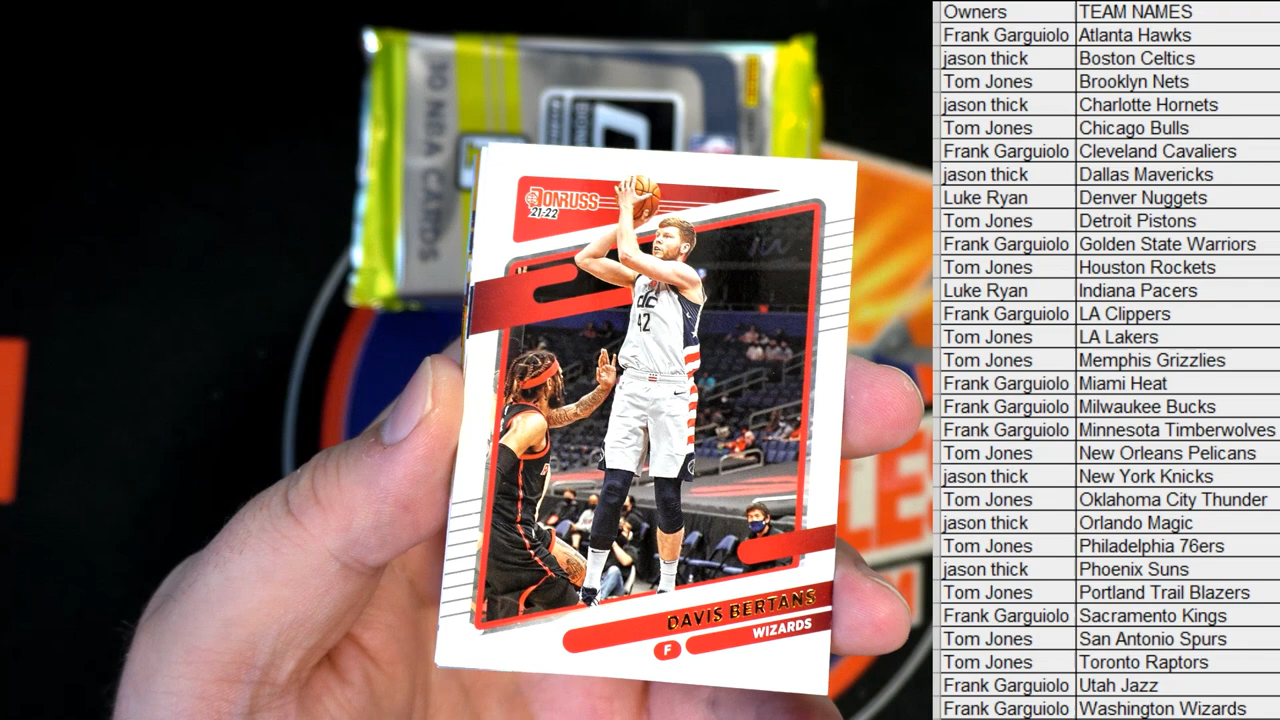 30 NBA CARDS
DONRUSS
21-22
DC
42
DAVIS BERTANS
F WIZARDS
Owners TEAM NAMES
Frank Garguiolo Atlanta Hawks
jason thick Boston Celtics
Tom Jones Brooklyn Nets
jason thick Charlotte Hornets
Tom Jones Chicago Bulls
Frank Garguiolo Cleveland Cavaliers
jason thick Dallas Mavericks
Luke Ryan Denver Nuggets
Tom Jones Detroit Pistons
Frank Garguiolo Golden State Warriors
Tom Jones Houston Rockets
Luke Ryan Indiana Pacers
Frank Garguiolo LA Clippers
Tom Jones LA Lakers
Tom Jones Memphis Grizzlies
Frank Garguiolo Miami Heat
Frank Garguiolo Milwaukee Bucks
Frank Garguiolo Minnesota Timberwolves
Tom Jones New Orleans Pelicans
jason thick New York Knicks
Tom Jones Oklahoma City Thunder
jason thick Orlando Magic
Tom Jones Philadelphia 76ers
jason thick Phoenix Suns
Tom Jones Portland Trail Blazers
Frank Garguiolo Sacramento Kings
Tom Jones San Antonio Spurs
Tom Jones Toronto Raptors
Frank Garguiolo Utah Jazz
Frank Garguiolo Washington Wizards